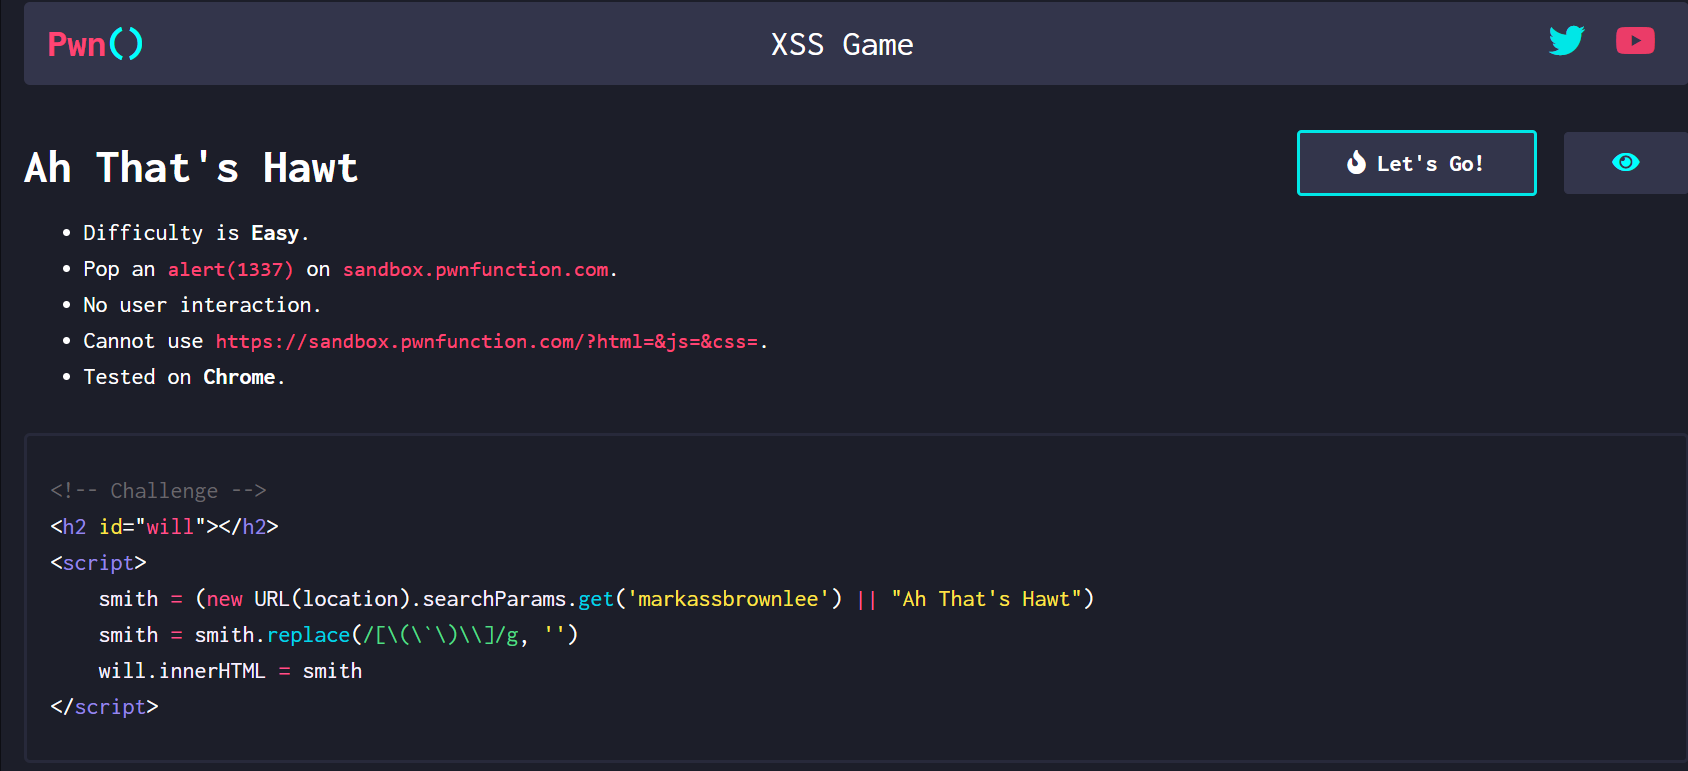 Pwn()
XSS Game
Ah That's Hawt
Let's Go!
• Difficulty is Easy.
• Pop an alert(1337) on sandbox.pwnfunction.com.
• No user interaction.
• Cannot use https://sandbox.pwnfunction.com/?html=&js=&css=.
• Tested on Chrome.
<!-- Challenge -->
<h2 id="will"></h2>
<script>
    smith = (new URL(location).searchParams.get('markassbrownlee') || "Ah That's Hawt")
    smith = smith.replace(/[\(\`\)\\]/g, '')
    will.innerHTML = smith
</script>